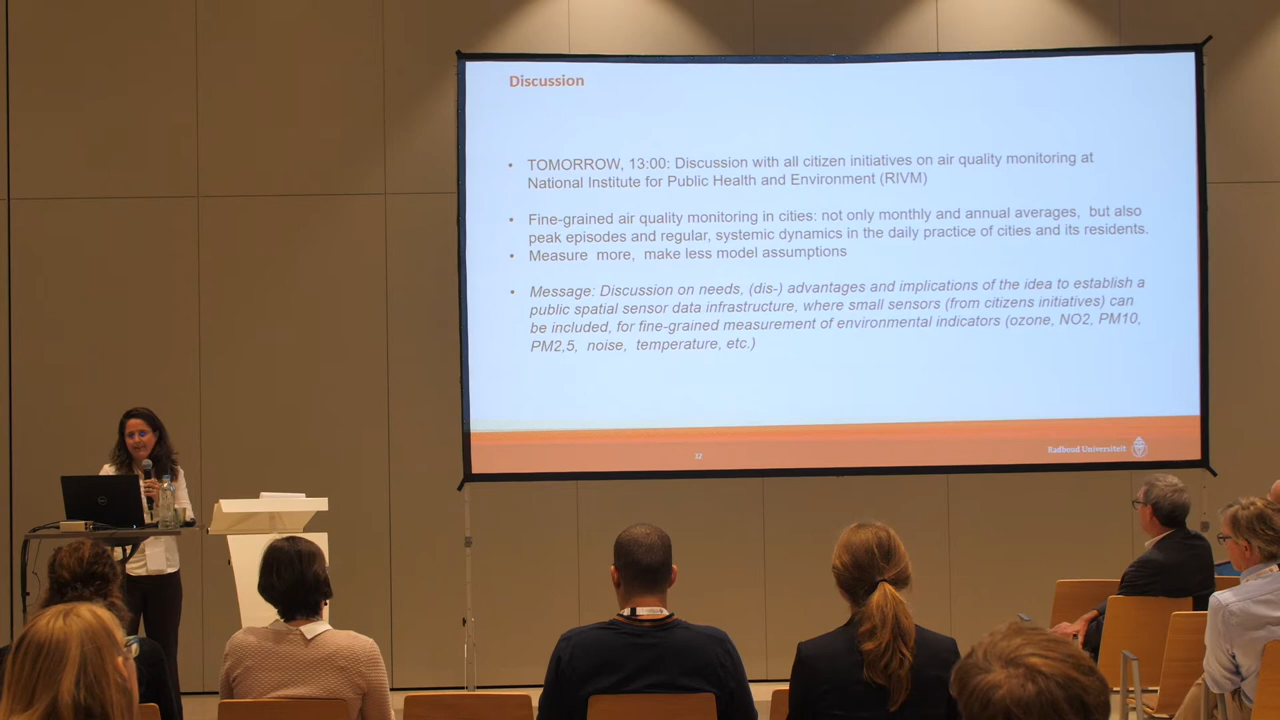 Discussion
• TOMORROW, 13:00: Discussion with all citizen initiatives on air quality monitoring at
National Institute for Public Health and Environment (RIVM)
• Fine-grained air quality monitoring in cities: not only monthly and annual averages, but also
peak episodes and regular, systemic dynamics in the daily practice of cities and its residents.
• Measure more, make less model assumptions
• Message: Discussion on needs, (dis-) advantages and implications of the idea to establish a
public spatial sensor data infrastructure, where small sensors (from citizens initiatives) can
be included, for fine-grained measurement of environmental indicators (ozone, NO2, PM10,
PM2,5, noise, temperature, etc.)
32
Radboud Universiteit